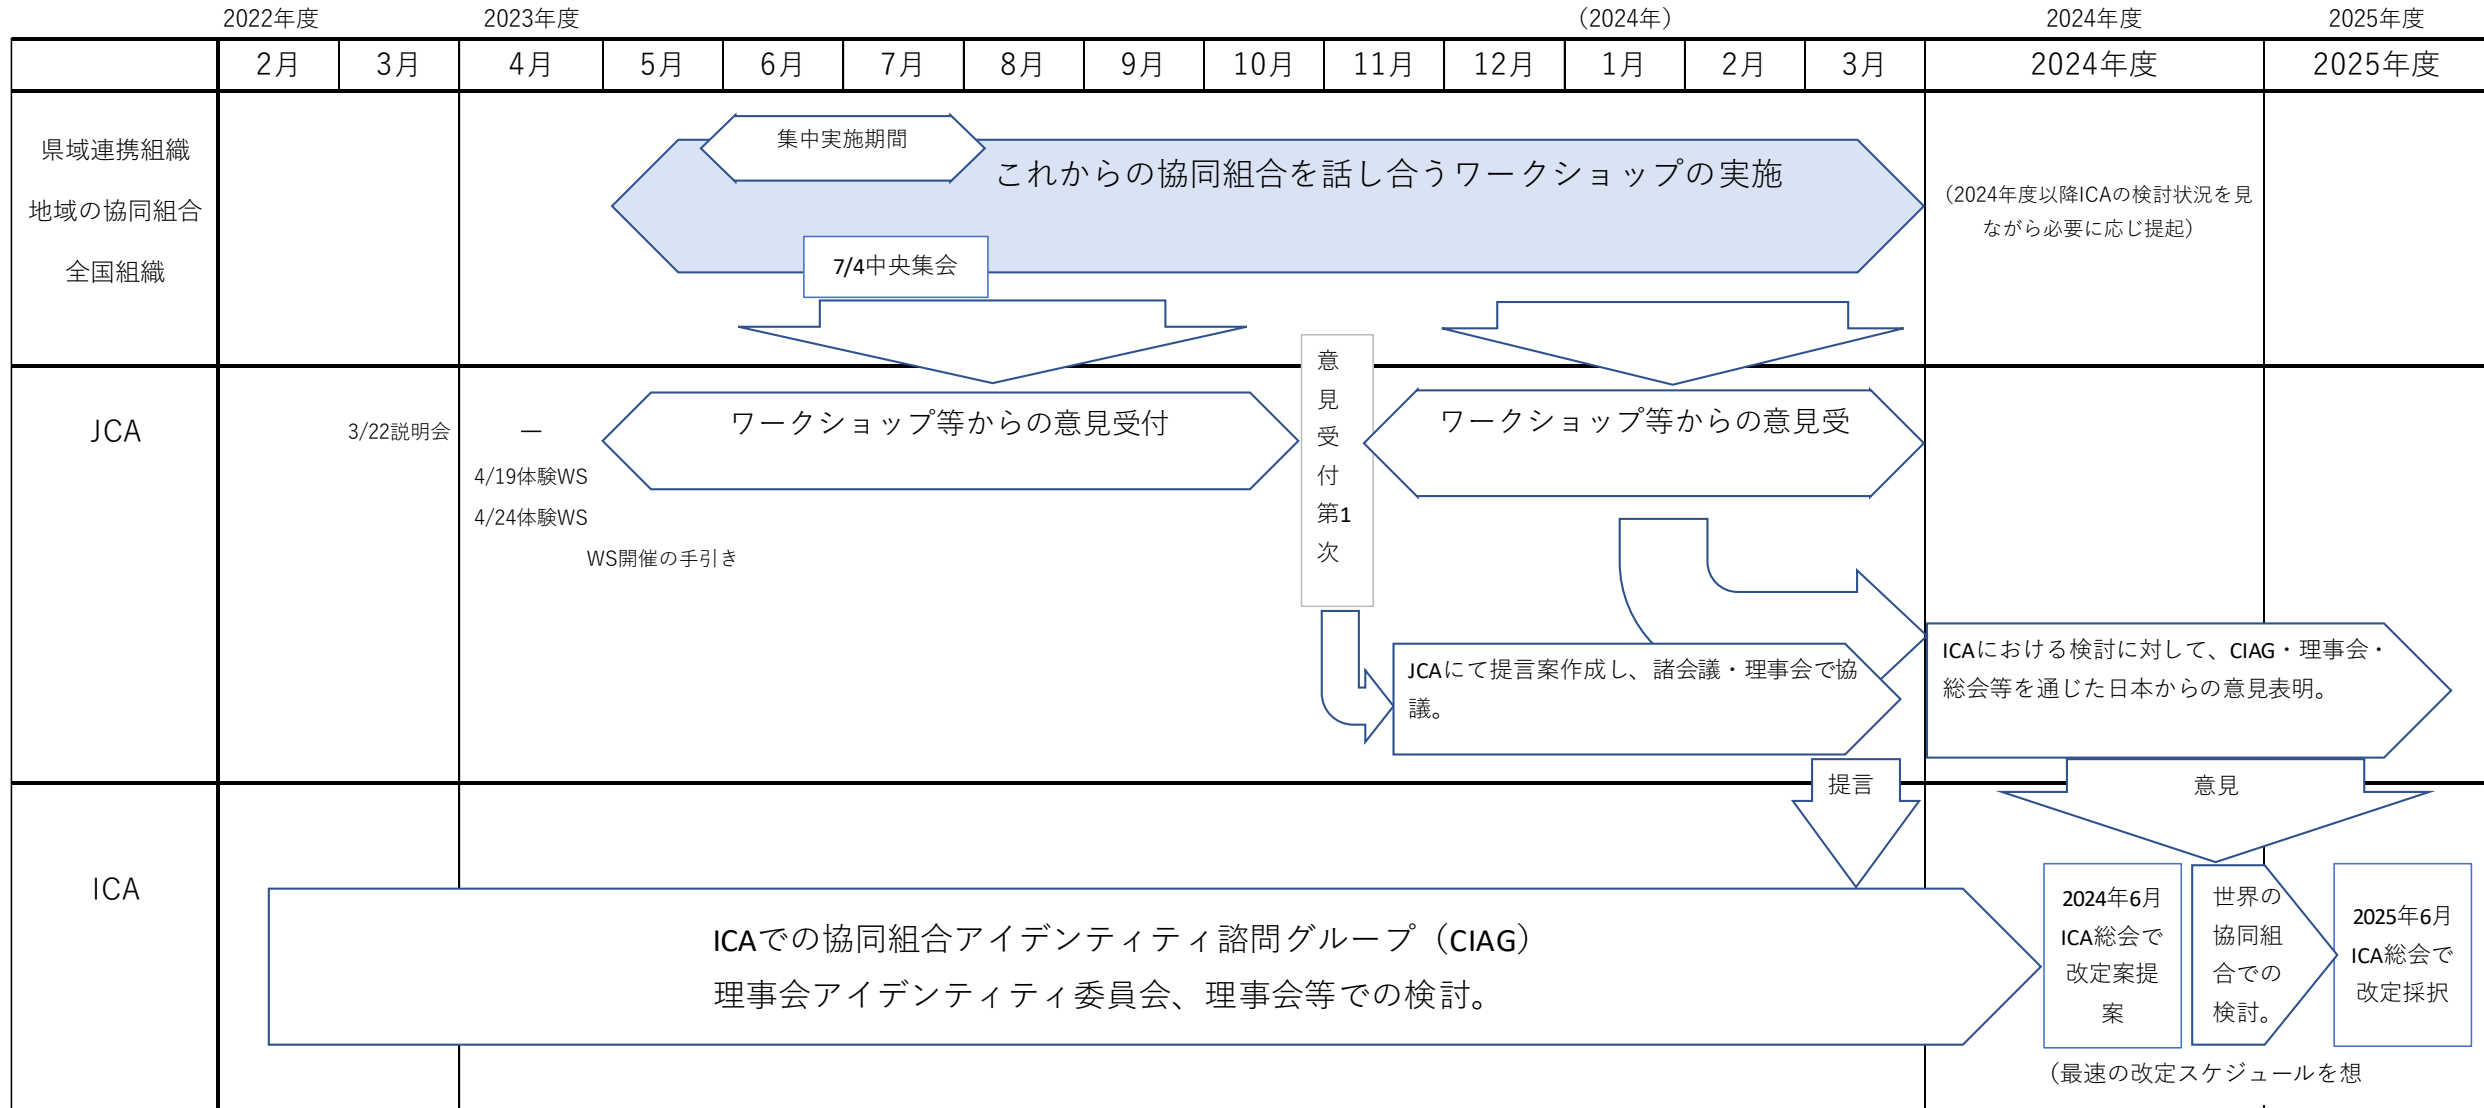 2022年度
2023年度
（2024年）
2024年度
2025年度
2月
3月
4月
5月
6月
7月
8月
9月
10月
11月
12月
1月
2月
3月
2024年度
2025年度
県域連携組織
地域の協同組合
全国組織
集中実施期間
これからの協同組合を話し合うワークショップの実施
7/4中央集会
（2024年度以降ICAの検討状況を見
ながら必要に応じ提起）
JCA
3/22説明会
―
4/19体験WS
4/24体験WS
WS開催の手引き
ワークショップ等からの意見受付
意
見
受
付
第1
次
ワークショップ等からの意見受
JCAにて提言案作成し、諸会議・理事会で協
議。
ICAにおける検討に対して、CIAG・理事会・
総会等を通じた日本からの意見表明。
提言
意見
ICA
ICAでの協同組合アイデンティティ諮問グループ（CIAG）
理事会アイデンティティ委員会、理事会等での検討。
2024年6月
ICA総会で
改定案提
案
世界の
協同組
合での
検討。
2025年6月
ICA総会で
改定採択
（最速の改定スケジュールを想